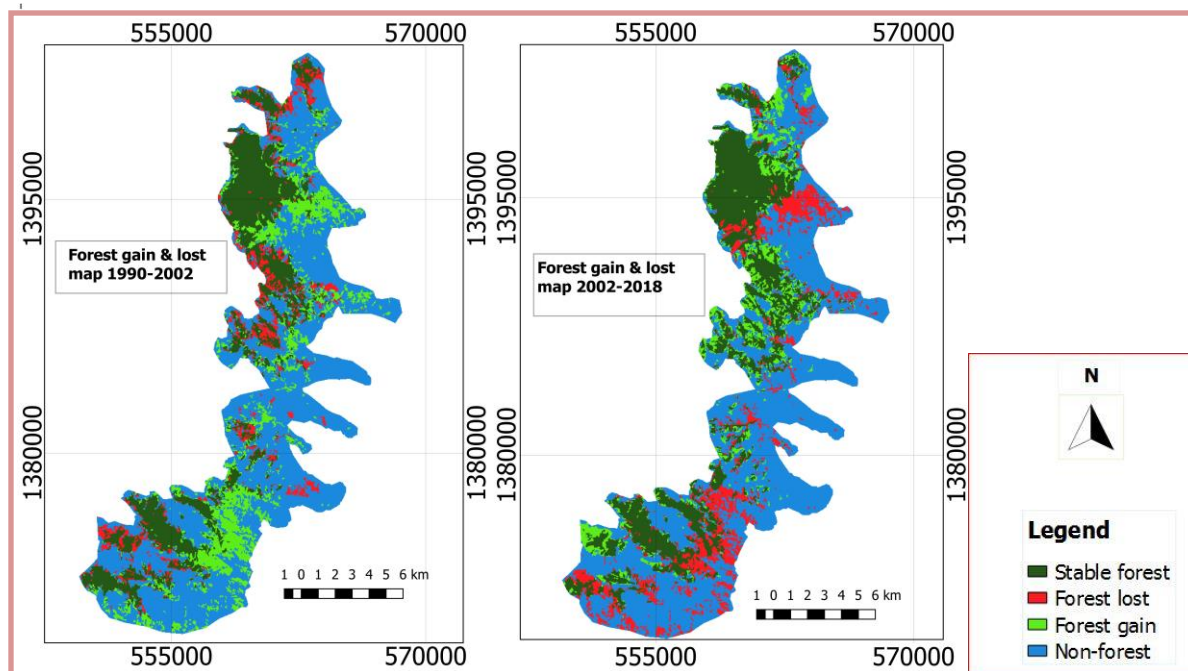 555000
570000
555000
570000
1395000
1395000
1395000
Forest gain & lost
map 1990-2002
Forest gain & lost
map 2002-2018
1380000
1380000
1380000
1 0 1 2 3 4 5 6 km
1 0 1 2 3 4 5 6 km
555000
570000
555000
570000
N
Legend
Stable forest
Forest lost
Forest gain
Non-forest